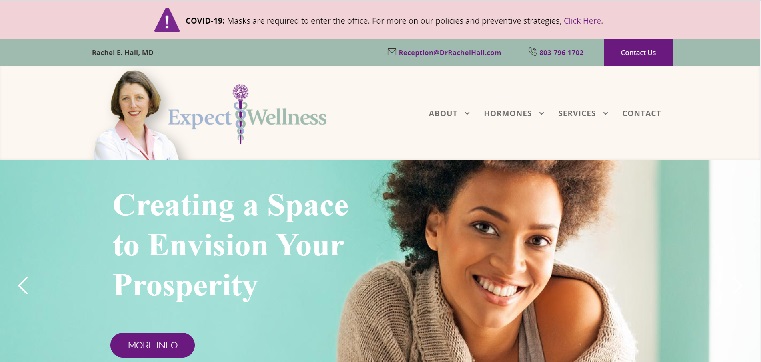 COVID-19: Masks are required to enter the office. For more on our policies and preventive strategies, Click Here.
Rachel E. Hall, MD
Reception@DrRachelHall.com
803-796-1702
Contact Us
Expect Wellness
ABOUT
HORMONES
SERVICES
CONTACT
Creating a Space
to Envision Your
Prosperity
MORE INFO